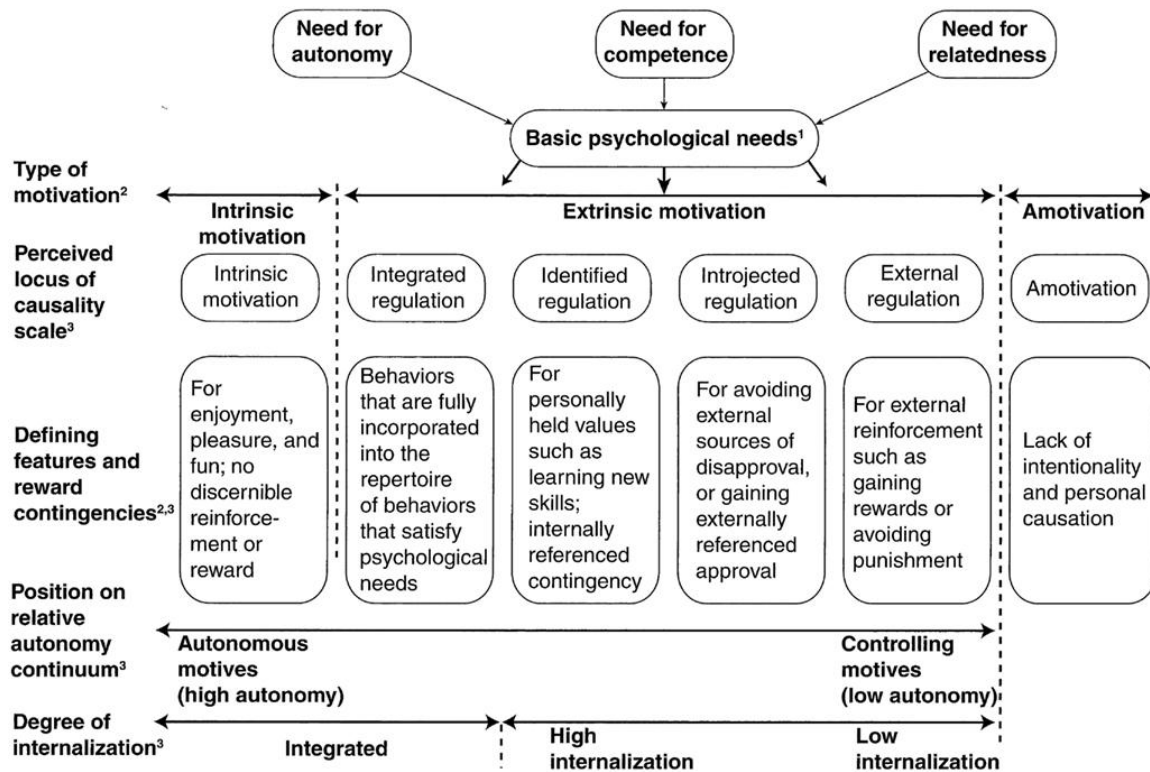 Need for
autonomy
Need for
competence
Need for
relatedness
Basic psychological needs¹
Type of
motivation²
Intrinsic
motivation
Extrinsic motivation
Amotivation
Perceived
locus of
causality
scale³
Intrinsic
motivation
Integrated
regulation
Identified
regulation
Introjected
regulation
External
regulation
Amotivation
Defining
features and
reward
contingencies²,³
For
enjoyment,
pleasure, and
fun; no
discernible
reinforce-
ment or
reward
Behaviors
that are fully
incorporated
into the
repertoire
of behaviors
that satisfy
psychological
needs
For
personally
held values
such as
learning new
skills;
internally
referenced
contingency
For avoiding
external
sources of
disapproval,
or gaining
externally
referenced
approval
For external
reinforcement
such as
gaining
rewards or
avoiding
punishment
Lack of
intentionality
and personal
causation
Position on
relative
autonomy
continuum³
Autonomous
motives
(high autonomy)
Controlling
motives
(low autonomy)
Degree of
internalization³
Integrated
High
internalization
Low
internalization